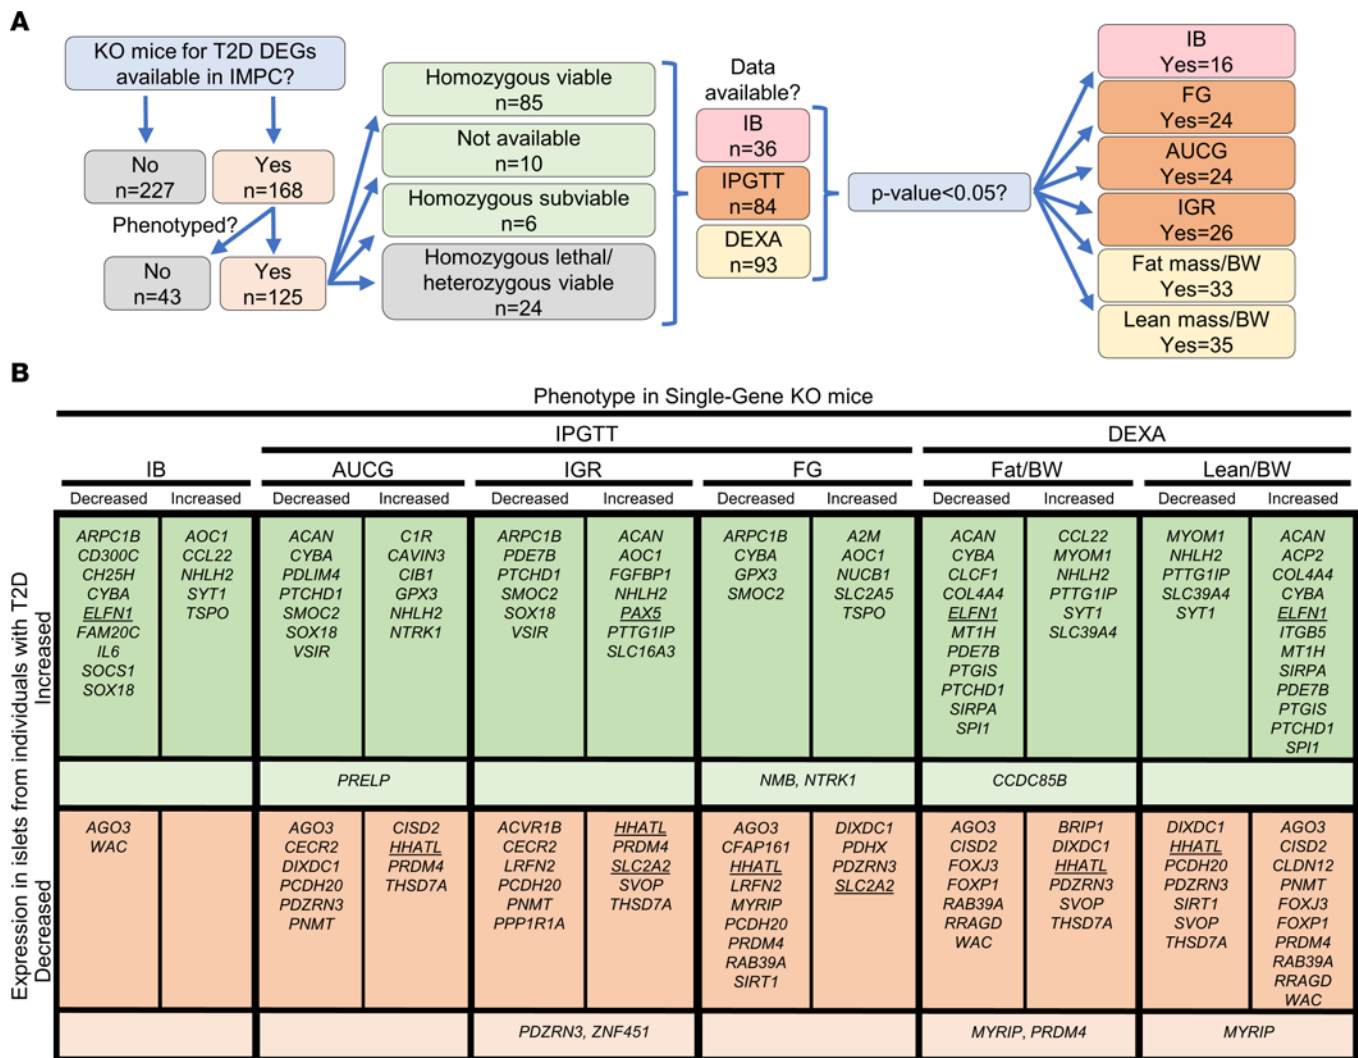 A
KO mice for T2D DEGs
available in IMPC?
No
n=227
Yes
n=168
Phenotyped?
No
n=43
Yes
n=125
Homozygous viable
n=85
Not available
n=10
Homozygous subviable
n=6
Homozygous lethal/
heterozygous viable
n=24
Data
available?
IB
n=36
IPGTT
n=84
DEXA
n=93
p-value<0.05?
IB
Yes=16
FG
Yes=24
AUCG
Yes=24
IGR
Yes=26
Fat mass/BW
Yes=33
Lean mass/BW
Yes=35
B
Phenotype in Single-Gene KO mice
IPGTT
DEXA
IB
AUCG
IGR
FG
Fat/BW
Lean/BW
Decreased
Increased
Decreased
Increased
Decreased
Increased
Decreased
Increased
Decreased
Increased
Decreased
Increased
Expression in islets from individuals with T2D
Increased
ARPC1B
CD300C
CH25H
CYBA
ELFN1
FAM20C
IL6
SOCS1
SOX18
AOC1
CCL22
NHLH2
SYT1
TSPO
ACAN
CYBA
PDLIM4
PTCHD1
SMOC2
SOX18
VSIR
C1R
CAVIN3
CIB1
GPX3
NHLH2
NTRK1
ARPC1B
PDE7B
PTCHD1
SMOC2
SOX18
VSIR
ACAN
AOC1
FGFBP1
NHLH2
PAX5
PTTG1IP
SLC16A3
ARPC1B
CYBA
GPX3
SMOC2
A2M
AOC1
NUCB1
SLC2A5
TSPO
ACAN
CYBA
CLCF1
COL4A4
ELFN1
MT1H
PDE7B
PTGIS
PTCHD1
SIRPA
SPI1
CCL22
MYOM1
NHLH2
PTTG1IP
SYT1
SLC39A4
MYOM1
NHLH2
PTTG1IP
SLC39A4
SYT1
ACAN
ACP2
COL4A4
CYBA
ELFN1
ITGB5
MT1H
SIRPA
PDE7B
PTGIS
PTCHD1
SPI1
PRELP
NMB, NTRK1
CCDC85B
Decreased
AGO3
WAC
AGO3
CECR2
DIXDC1
PCDH20
PDZRN3
PNMT
CISD2
HHATL
PRDM4
THSD7A
ACVR1B
CECR2
LRFN2
PCDH20
PNMT
PPP1R1A
HHATL
PRDM4
SLC2A2
SVOP
THSD7A
AGO3
CFAP161
HHATL
LRFN2
MYRIP
PCDH20
PRDM4
RAB39A
SIRT1
DIXDC1
PDHX
PDZRN3
SLC2A2
AGO3
CISD2
FOXJ3
FOXP1
RAB39A
RRAGD
WAC
BRIP1
DIXDC1
HHATL
PDZRN3
SVOP
THSD7A
DIXDC1
HHATL
PCDH20
PDZRN3
SIRT1
SVOP
THSD7A
AGO3
CISD2
CLDN12
PNMT
FOXJ3
FOXP1
PRDM4
RAB39A
RRAGD
WAC
PDZRN3, ZNF451
MYRIP, PRDM4
MYRIP